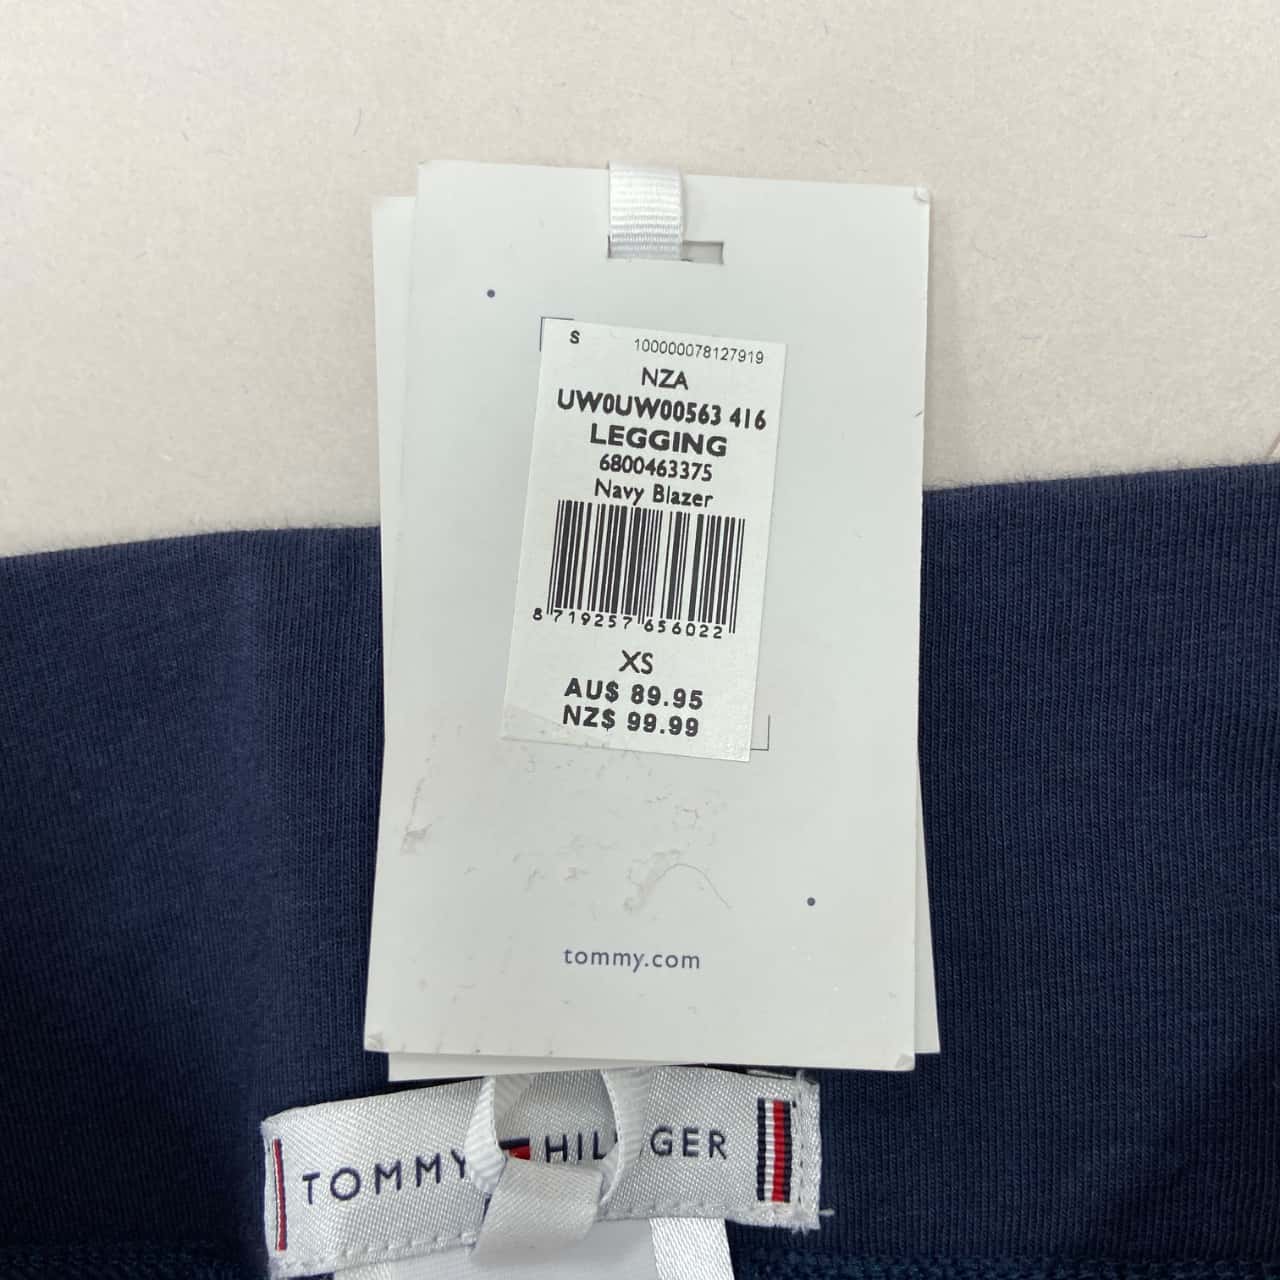 S 100000078127919
NZA
UW0UW00563 416
LEGGING
6800463375
Navy Blazer
8 719257 656022
XS
AU$ 89.95
NZ$ 99.99
tommy.com
TOMMY HILFIGER